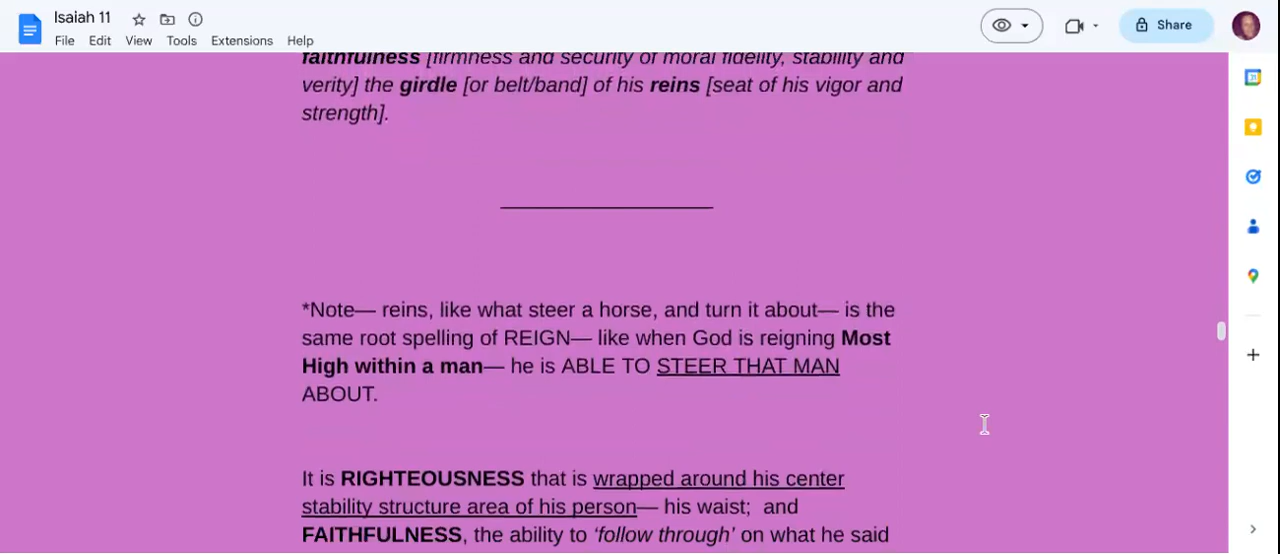 Isaiah 11
File Edit View Tools Extensions Help
Share
faithfulness [firmness and security of moral fidelity, stability and
verity] the girdle [or belt/band] of his reins [seat of his vigor and
strength].
*Note— reins, like what steer a horse, and turn it about— is the
same root spelling of REIGN— like when God is reigning Most
High within a man— he is ABLE TO STEER THAT MAN
ABOUT.
It is RIGHTEOUSNESS that is wrapped around his center
stability structure area of his person— his waist; and
FAITHFULNESS, the ability to ‘follow through’ on what he said